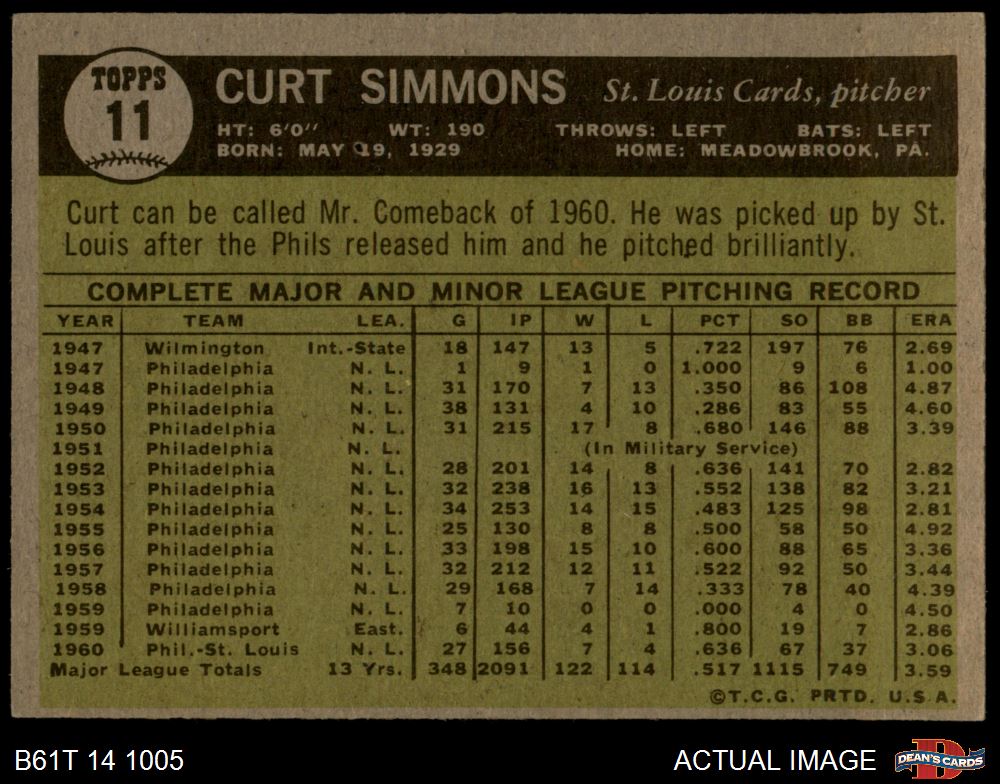 TOPPS
11
CURT SIMMONS St. Louis Cards, pitcher
HT: 6'0" WT: 190 THROWS: LEFT BATS: LEFT
BORN: MAY 19, 1929 HOME: MEADOWBROOK, PA.
Curt can be called Mr. Comeback of 1960. He was picked up by St.
Louis after the Phils released him and he pitched brilliantly.
COMPLETE MAJOR AND MINOR LEAGUE PITCHING RECORD
YEAR TEAM LEA. G IP W L PCT SO BB ERA
1947 Wilmington Int.-State 18 147 13 5 .722 197 76 2.69
1947 Philadelphia N. L. 1 9 1 0 1.000 9 6 1.00
1948 Philadelphia N. L. 31 170 7 13 .350 86 108 4.87
1949 Philadelphia N. L. 38 131 4 10 .286 83 55 4.60
1950 Philadelphia N. L. 31 215 17 8 .680 146 88 3.39
1951 Philadelphia N. L. (In Military Service)
1952 Philadelphia N. L. 28 201 14 8 .636 141 70 2.82
1953 Philadelphia N. L. 32 238 16 13 .552 138 82 3.21
1954 Philadelphia N. L. 34 253 14 15 .483 125 98 2.81
1955 Philadelphia N. L. 25 130 8 8 .500 58 50 4.92
1956 Philadelphia N. L. 33 198 15 10 .600 88 65 3.36
1957 Philadelphia N. L. 32 212 12 11 .522 92 50 3.44
1958 Philadelphia N. L. 29 168 7 14 .333 78 40 4.39
1959 Philadelphia N. L. 7 10 0 0 .000 4 0 4.50
1959 Williamsport East. 6 44 4 1 .800 19 7 2.86
1960 Phil.-St. Louis N. L. 27 156 7 4 .636 67 37 3.06
Major League Totals 13 Yrs. 348 2091 122 114 .517 1115 749 3.59
©T.C.G. PRTD. U.S.A.
B61T 14 1005 ACTUAL IMAGE DEAN'S CARDS